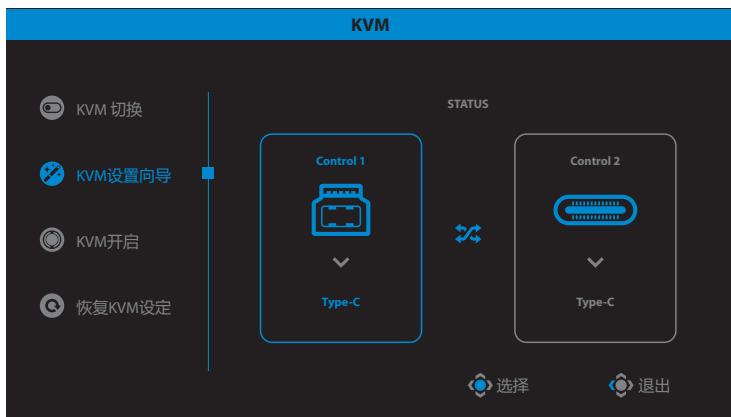 KVM
KVM 切换
KVM设置向导
KVM开启
恢复KVM设定
STATUS
Control 1
Type-C
Control 2
Type-C
选择
退出